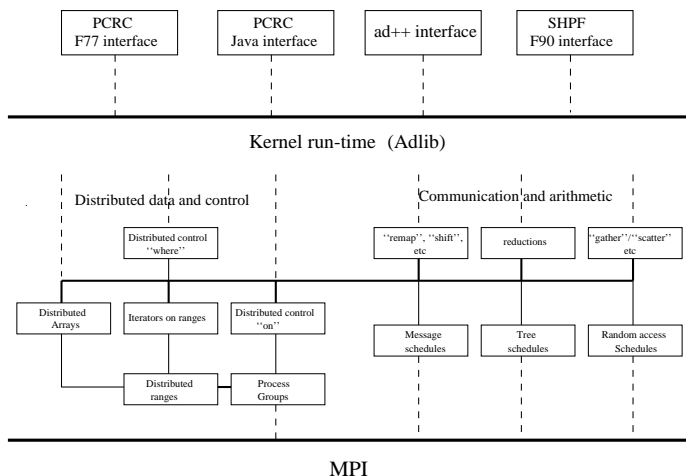 PCRC
F77 interface
PCRC
Java interface
ad++ interface
SHPF
F90 interface
Kernel run-time (Adlib)
Distributed data and control
Communication and arithmetic
Distributed control
‘‘where’’
‘‘remap’’, ‘‘shift’’,
etc
reductions
‘‘gather’’/‘‘scatter’’
etc
Distributed
Arrays
Iterators on ranges
Distributed control
‘‘on’’
Message
schedules
Tree
schedules
Random access
Schedules
Distributed
ranges
Process
Groups
MPI